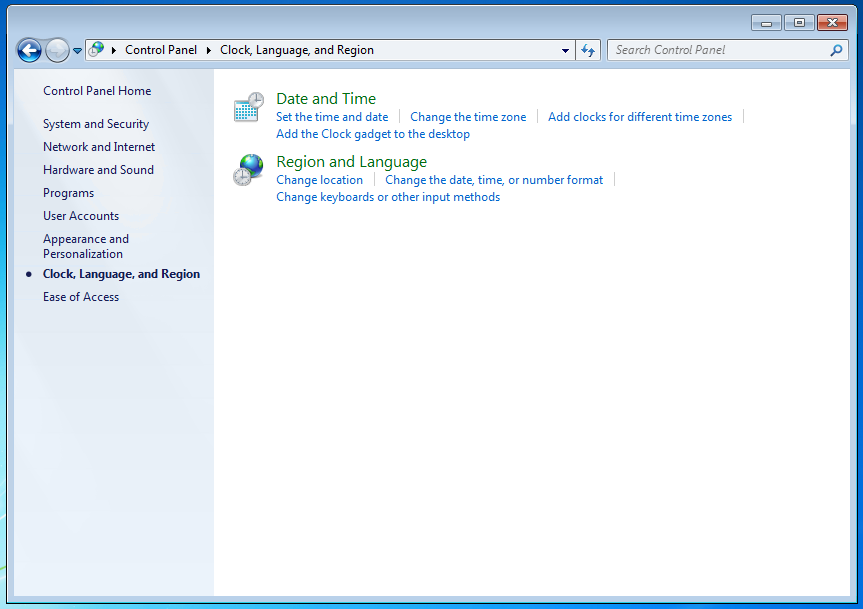 Control Panel Clock, Language, and Region
Search Control Panel
Control Panel Home
System and Security
Network and Internet
Hardware and Sound
Programs
User Accounts
Appearance and
Personalization
Clock, Language, and Region
Ease of Access
Date and Time
Set the time and date Change the time zone Add clocks for different time zones
Add the Clock gadget to the desktop
Region and Language
Change location Change the date, time, or number format
Change keyboards or other input methods